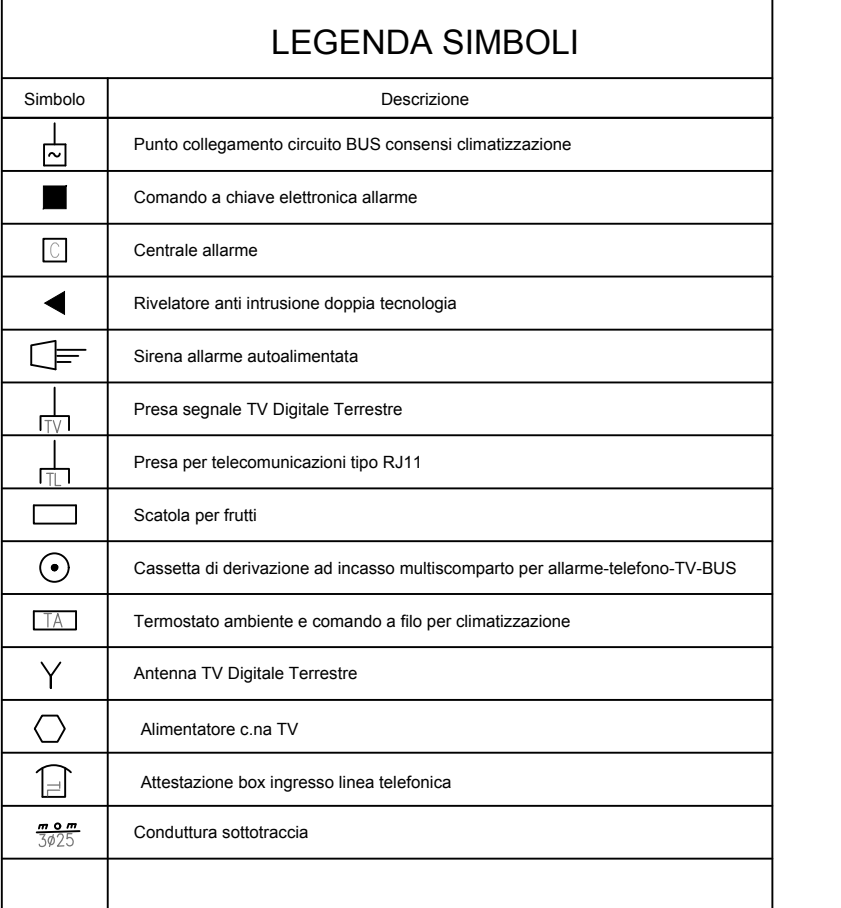 LEGENDA SIMBOLI
Simbolo Descrizione
~ Punto collegamento circuito BUS consensi climatizzazione
Comando a chiave elettronica allarme
C Centrale allarme
Rivelatore anti intrusione doppia tecnologia
Sirena allarme autoalimentata
TV Presa segnale TV Digitale Terrestre
TL Presa per telecomunicazioni tipo RJ11
Scatola per frutti
Cassetta di derivazione ad incasso multiscomparto per allarme-telefono-TV-BUS
TA Termostato ambiente e comando a filo per climatizzazione
Antenna TV Digitale Terrestre
Alimentatore c.na TV
TL Attestazione box ingresso linea telefonica
m o m
3ø25 Conduttura sottotraccia